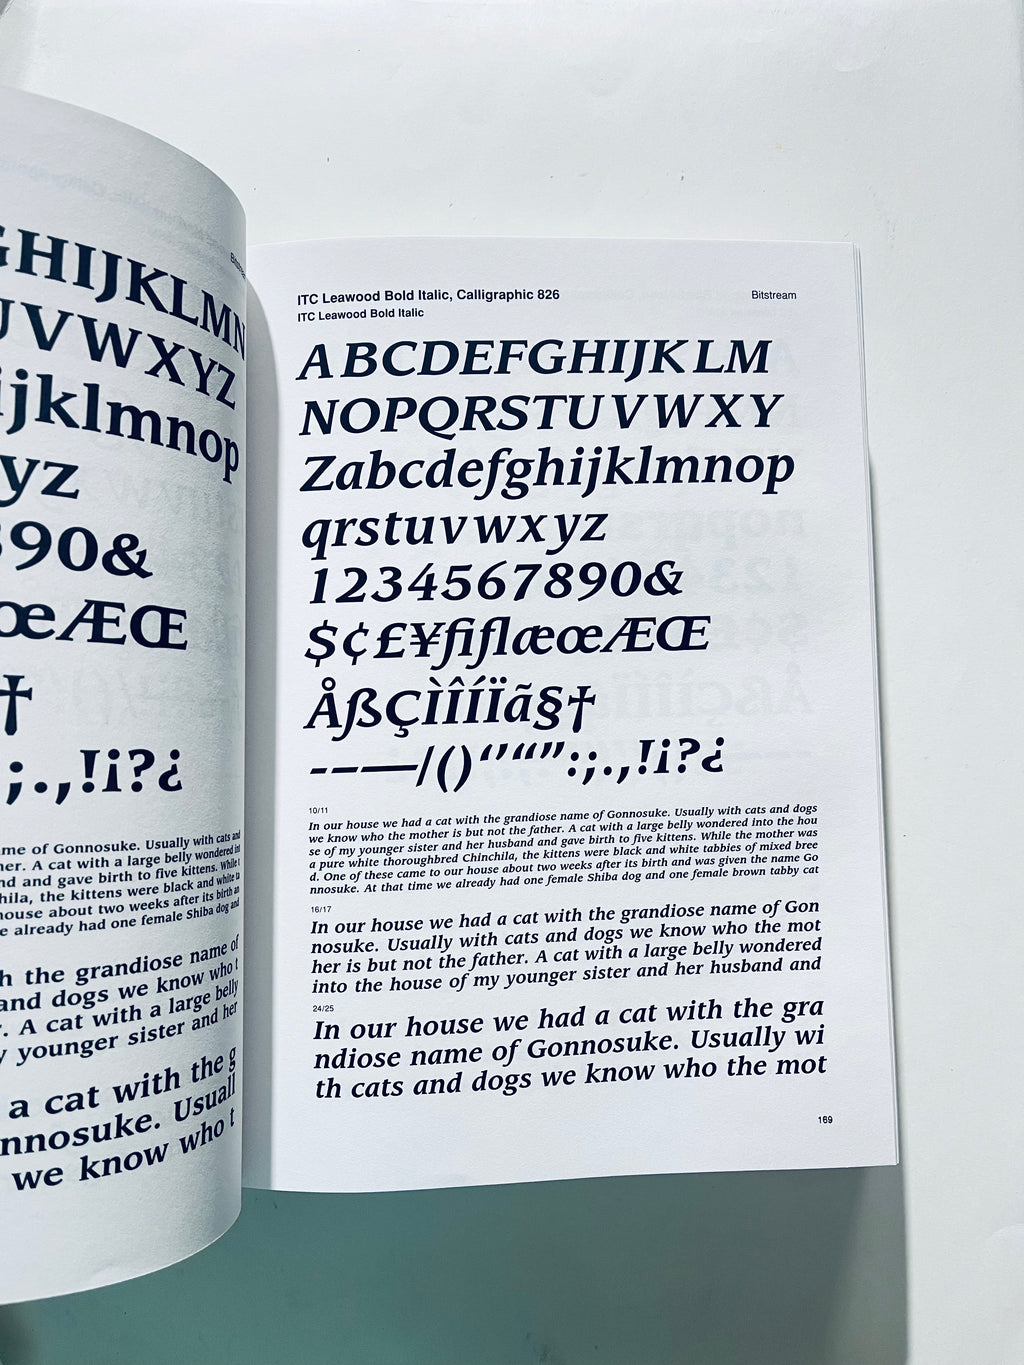 GHIJKLMN
UVWXYZ
ijklmnop
yz
890&
œÆŒ
†
;.,!¡?¿
me of Gonnosuke. Usually with cats and
her. A cat with a large belly wondered int
nd and gave birth to five kittens. While t
hila, the kittens were black and white ta
house about two weeks after its birth an
e already had one female Shiba dog and
h the grandiose name of
and dogs we know who t
r. A cat with a large belly
y younger sister and her
a cat with the g
nnosuke. Usuall
we know who t
ITC Leawood Bold Italic, Calligraphic 826
Bitstream
ITC Leawood Bold Italic
ABCDEFGHIJKLM
NOPQRSTUVWXY
Zabcdefghijklmnop
qrstuvwxyz
1234567890&
$¢£¥fiflæœÆŒ
ÅßÇÌÎÍÏã§†
-–—/()‘’“”:;.,!¡?¿
10/11
In our house we had a cat with the grandiose name of Gonnosuke. Usually with cats and dogs
we know who the mother is but not the father. A cat with a large belly wondered into the hou
se of my younger sister and her husband and gave birth to five kittens. While the mother was
a pure white thoroughbred Chinchila, the kittens were black and white tabbies of mixed bree
d. One of these came to our house about two weeks after its birth and was given the name Go
nnosuke. At that time we already had one female Shiba dog and one female brown tabby cat
16/17
In our house we had a cat with the grandiose name of Gon
nosuke. Usually with cats and dogs we know who the mot
her is but not the father. A cat with a large belly wondered
into the house of my younger sister and her husband and
24/25
In our house we had a cat with the gra
ndiose name of Gonnosuke. Usually wi
th cats and dogs we know who the mot
169